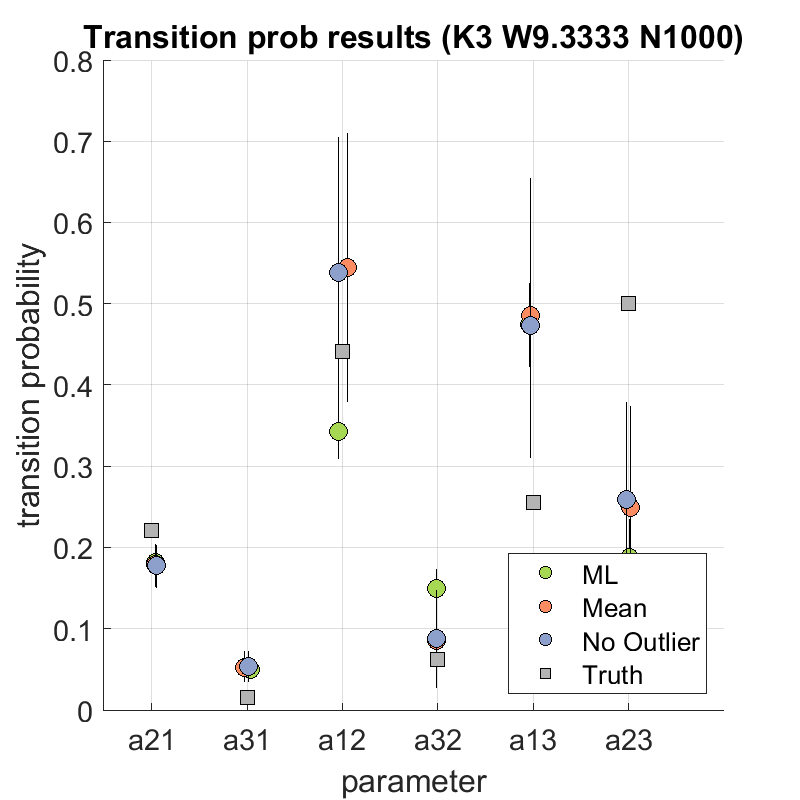 Transition prob results (K3 W9.3333 N1000)
0.8
0.7
0.6
0.5
0.4
0.3
0.2
0.1
0
transition probability
ML
Mean
No Outlier
Truth
a21 a31 a12 a32 a13 a23
parameter